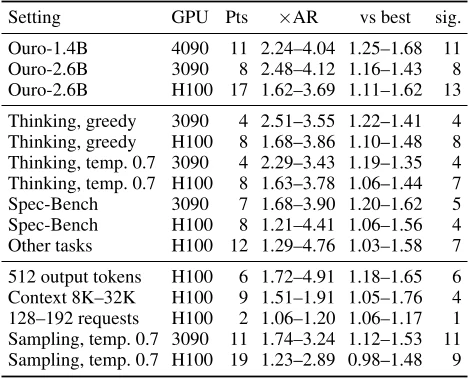 Setting GPU Pts ×AR vs best sig.
Ouro-1.4B 4090 11 2.24–4.04 1.25–1.68 11
Ouro-2.6B 3090 8 2.48–4.12 1.16–1.43 8
Ouro-2.6B H100 17 1.62–3.69 1.11–1.62 13
Thinking, greedy 3090 4 2.51–3.55 1.22–1.41 4
Thinking, greedy H100 8 1.68–3.86 1.10–1.48 8
Thinking, temp. 0.7 3090 4 2.29–3.43 1.19–1.35 4
Thinking, temp. 0.7 H100 8 1.63–3.78 1.06–1.44 7
Spec-Bench 3090 7 1.68–3.90 1.20–1.62 5
Spec-Bench H100 8 1.21–4.41 1.06–1.56 4
Other tasks H100 12 1.29–4.76 1.03–1.58 7
512 output tokens H100 6 1.72–4.91 1.18–1.65 6
Context 8K–32K H100 9 1.51–1.91 1.05–1.76 4
128–192 requests H100 2 1.06–1.20 1.06–1.17 1
Sampling, temp. 0.7 3090 11 1.74–3.24 1.12–1.53 11
Sampling, temp. 0.7 H100 19 1.23–2.89 0.98–1.48 9